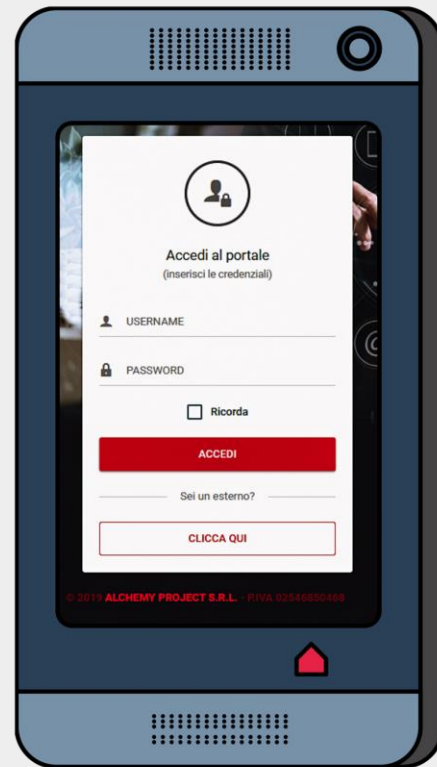 Accedi al portale
(inserisci le credenziali)
USERNAME
PASSWORD
Ricorda
ACCEDI
Sei un esterno?
CLICCA QUI
© 2019 ALCHEMY PROJECT S.R.L. - P.IVA 02546850468